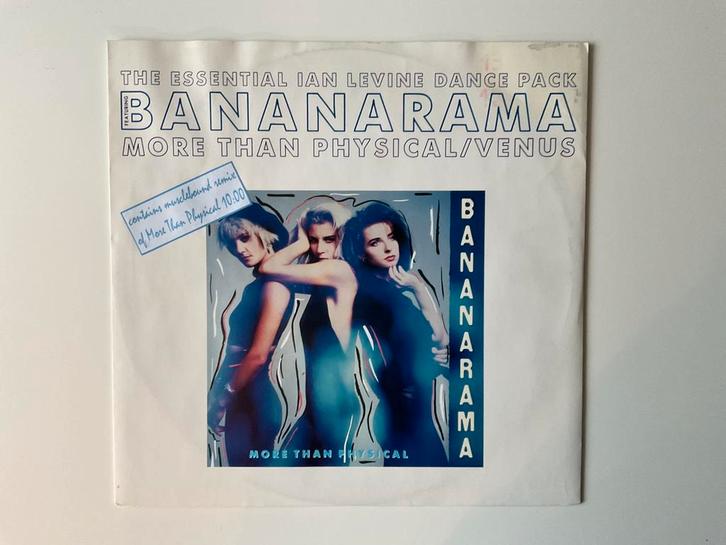 THE ESSENTIAL IAN LEVINE DANCE PACK
FEATURING
BANANARAMA
MORE THAN PHYSICAL/VENUS
contains musclebound remix
of More Than Physical 10:00
BANANARAMA
MORE THAN PHYSICAL